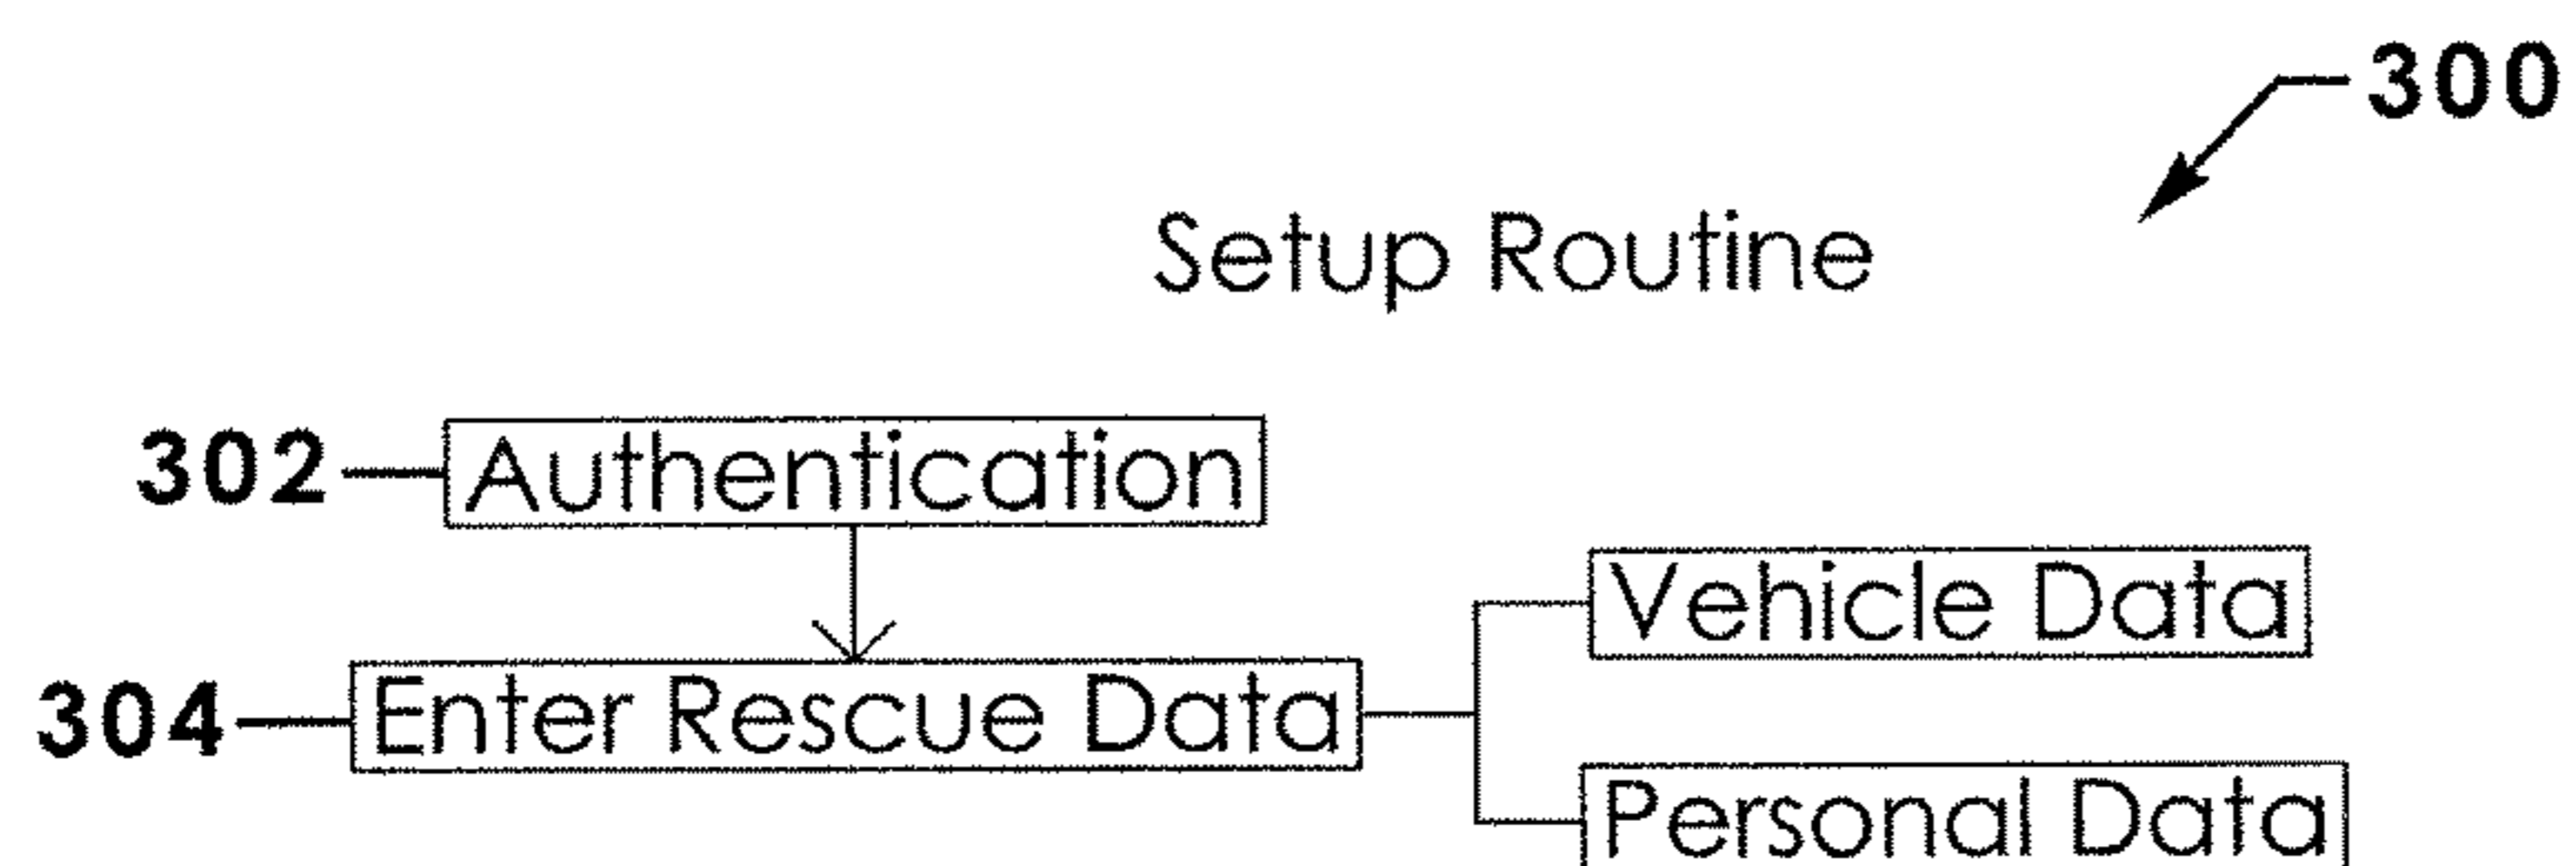 300
Setup Routine
302 Authentication
Vehicle Data
304 Enter Rescue Data
Personal Data